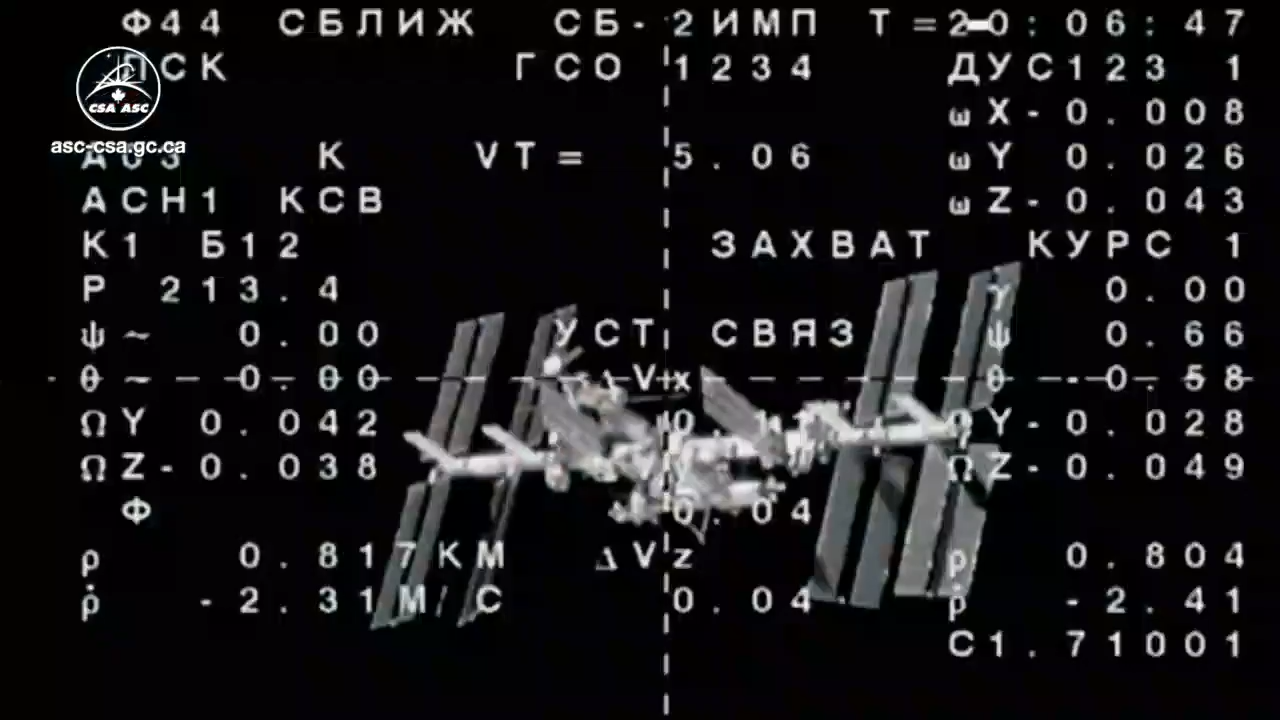 Ф44 СБЛИЖ СБ-2ИМП Т=20:06:47
ПСК ГСО 1234 ДУС123 1
CSA ASC
ωX-0.008
asc-csa.gc.ca
К VT= 5.06 ωY 0.026
АСН1 КСВ ωZ-0.043
К1 Б12 ЗАХВАТ КУРС 1
Р 213.4 γ 0.00
ψ~ 0.00 УСТ СВЯЗ ψ 0.66
θ~ -0.00 ΔVx θ -0.58
ΩY 0.042 ΩY-0.028
ΩZ-0.038 ΩZ-0.049
Ф 0.04
ρ 0.817КМ ΔVz ρ 0.804
ρ̇ -2.31М/С 0.04 ρ̇ -2.41
С1.71001